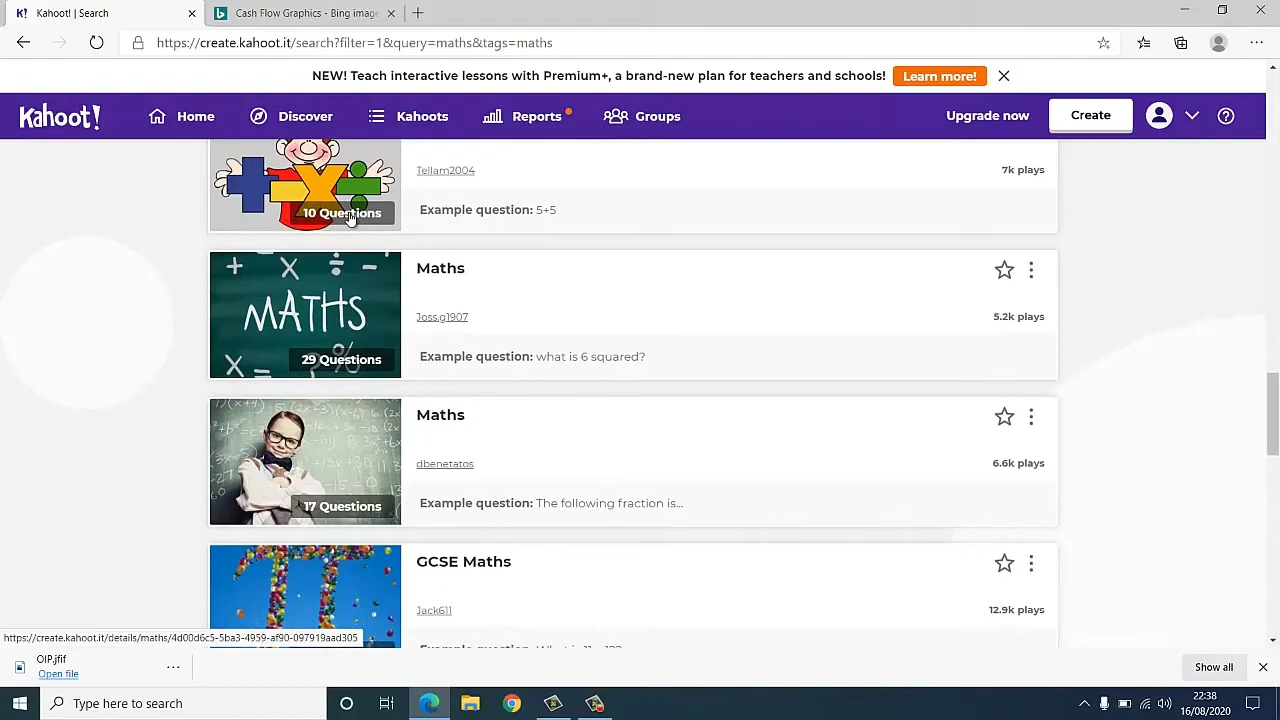 Kahoot! | Search
Cash Flow Graphics - Bing image
https://create.kahoot.it/search?filter=1&query=maths&tags=maths
NEW! Teach interactive lessons with Premium+, a brand-new plan for teachers and schools! Learn more!
Kahoot! Home Discover Kahoots Reports Groups Upgrade now Create
Tellam2004 7k plays
10 Questions
Example question: 5+5
Maths
MATHS
Joss.g1907 5.2k plays
29 Questions
Example question: what is 6 squared?
Maths
dbenetatos 6.6k plays
17 Questions
Example question: The following fraction is...
GCSE Maths
Jack611 12.9k plays
https://create.kahoot.it/details/maths/4d00d6c5-5ba3-4959-af90-097919aad305
OIP.jfif
Open file
Show all
Type here to search
22:38
16/08/2020